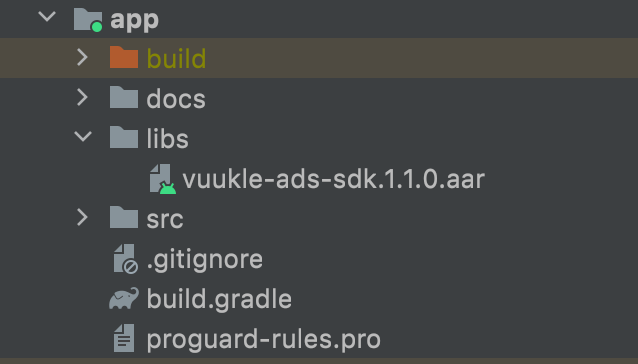 app
build
docs
libs
vuukle-ads-sdk.1.1.0.aar
src
.gitignore
build.gradle
proguard-rules.pro